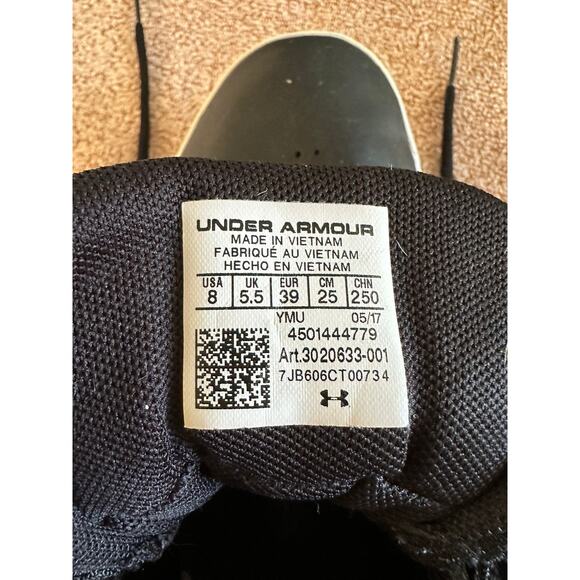 UNDER ARMOUR
MADE IN VIETNAM
FABRIQUÉ AU VIETNAM
HECHO EN VIETNAM
USA UK EUR CM CHN
8 5.5 39 25 250
YMU 05/17
4501444779
Art.3020633-001
7JB606CT00734